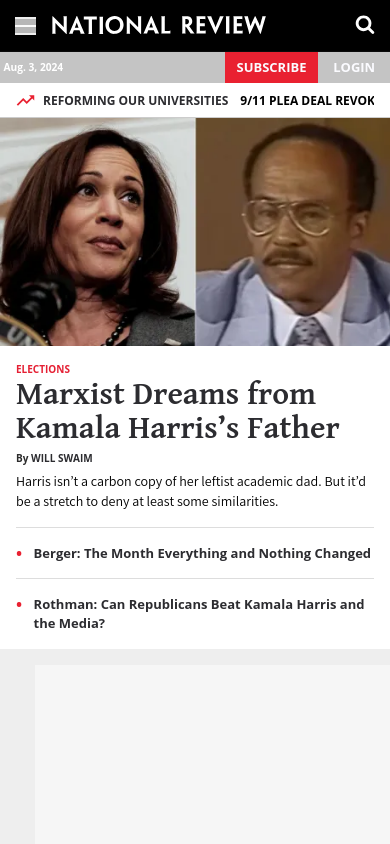 NATIONAL REVIEW
Aug. 3, 2024
SUBSCRIBE
LOGIN
REFORMING OUR UNIVERSITIES
9/11 PLEA DEAL REVOK
ELECTIONS
Marxist Dreams from
Kamala Harris’s Father
By WILL SWAIM
Harris isn’t a carbon copy of her leftist academic dad. But it’d
be a stretch to deny at least some similarities.
Berger: The Month Everything and Nothing Changed
Rothman: Can Republicans Beat Kamala Harris and
the Media?